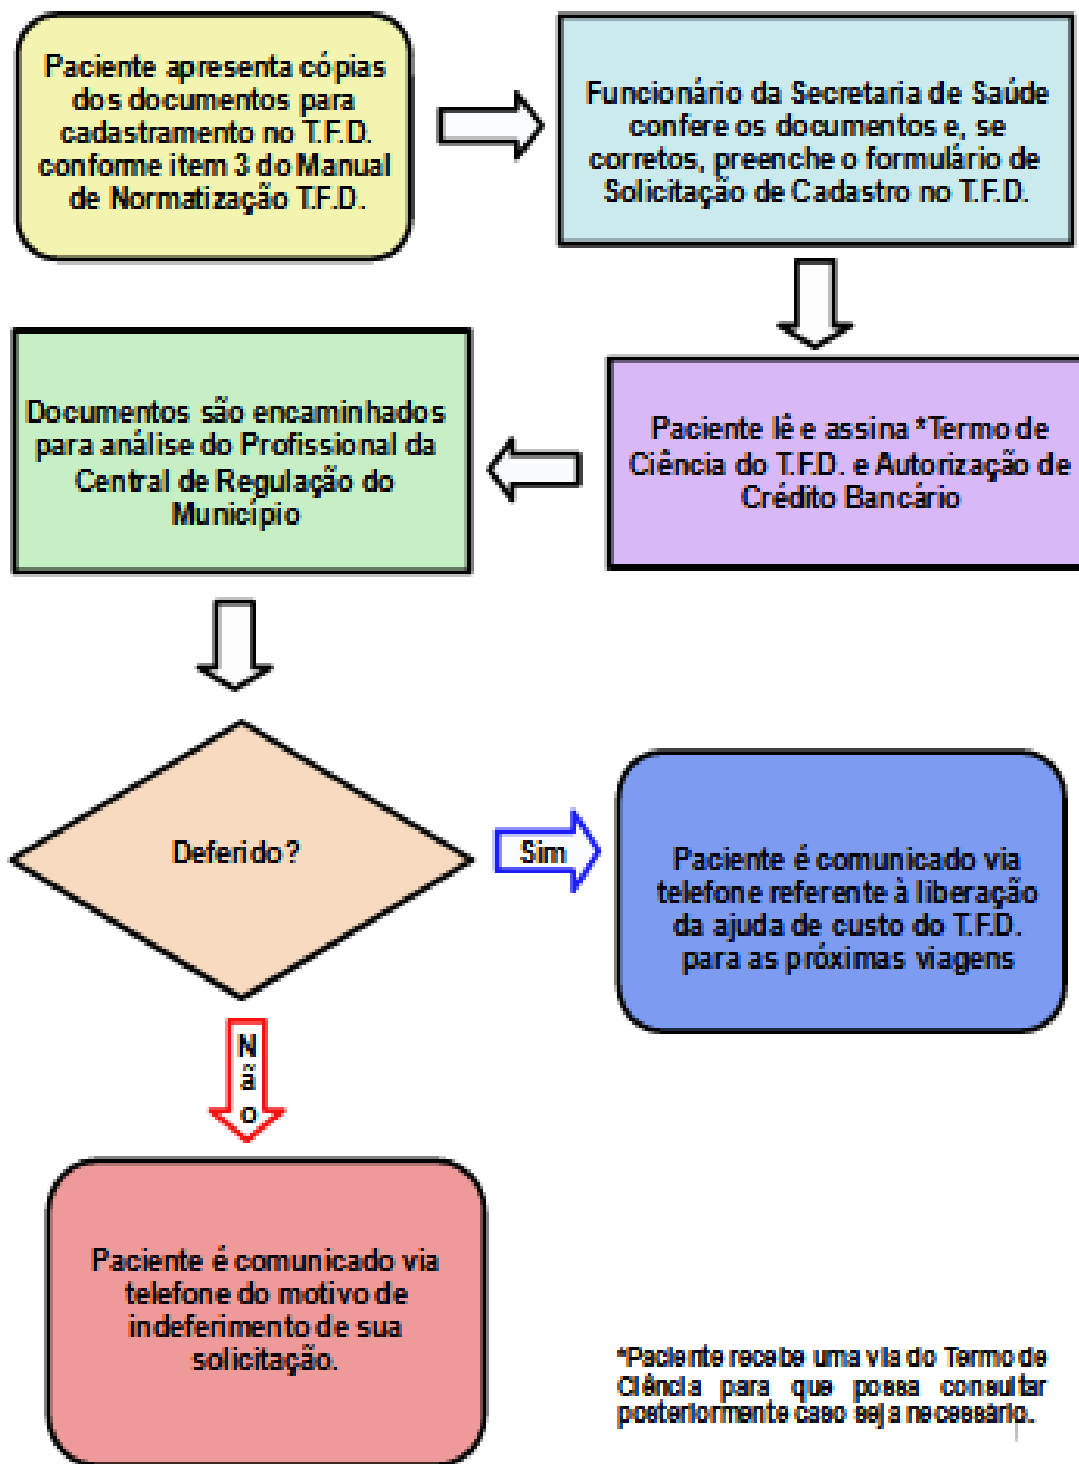 Paciente apresenta cópias
dos documentos para
cadastramento no T.F.D.
conforme item 3 do Manual
de Normatização T.F.D.
Funcionário da Secretaria de Saúde
confere os documentos e, se
corretos, preenche o formulário de
Solicitação de Cadastro no T.F.D.
Paciente lê e assina *Termo de
Ciência do T.F.D. e Autorização de
Crédito Bancário
Documentos são encaminhados
para análise do Profissional da
Central de Regulação do
Município
Deferido?
Sim
Paciente é comunicado via
telefone referente à liberação
da ajuda de custo do T.F.D.
para as próximas viagens
N
ã
o
Paciente é comunicado via
telefone do motivo de
indeferimento de sua
solicitação.
*Paciente recebe uma via do Termo de
Ciência para que possa consultar
posteriormente caso seja necessário.